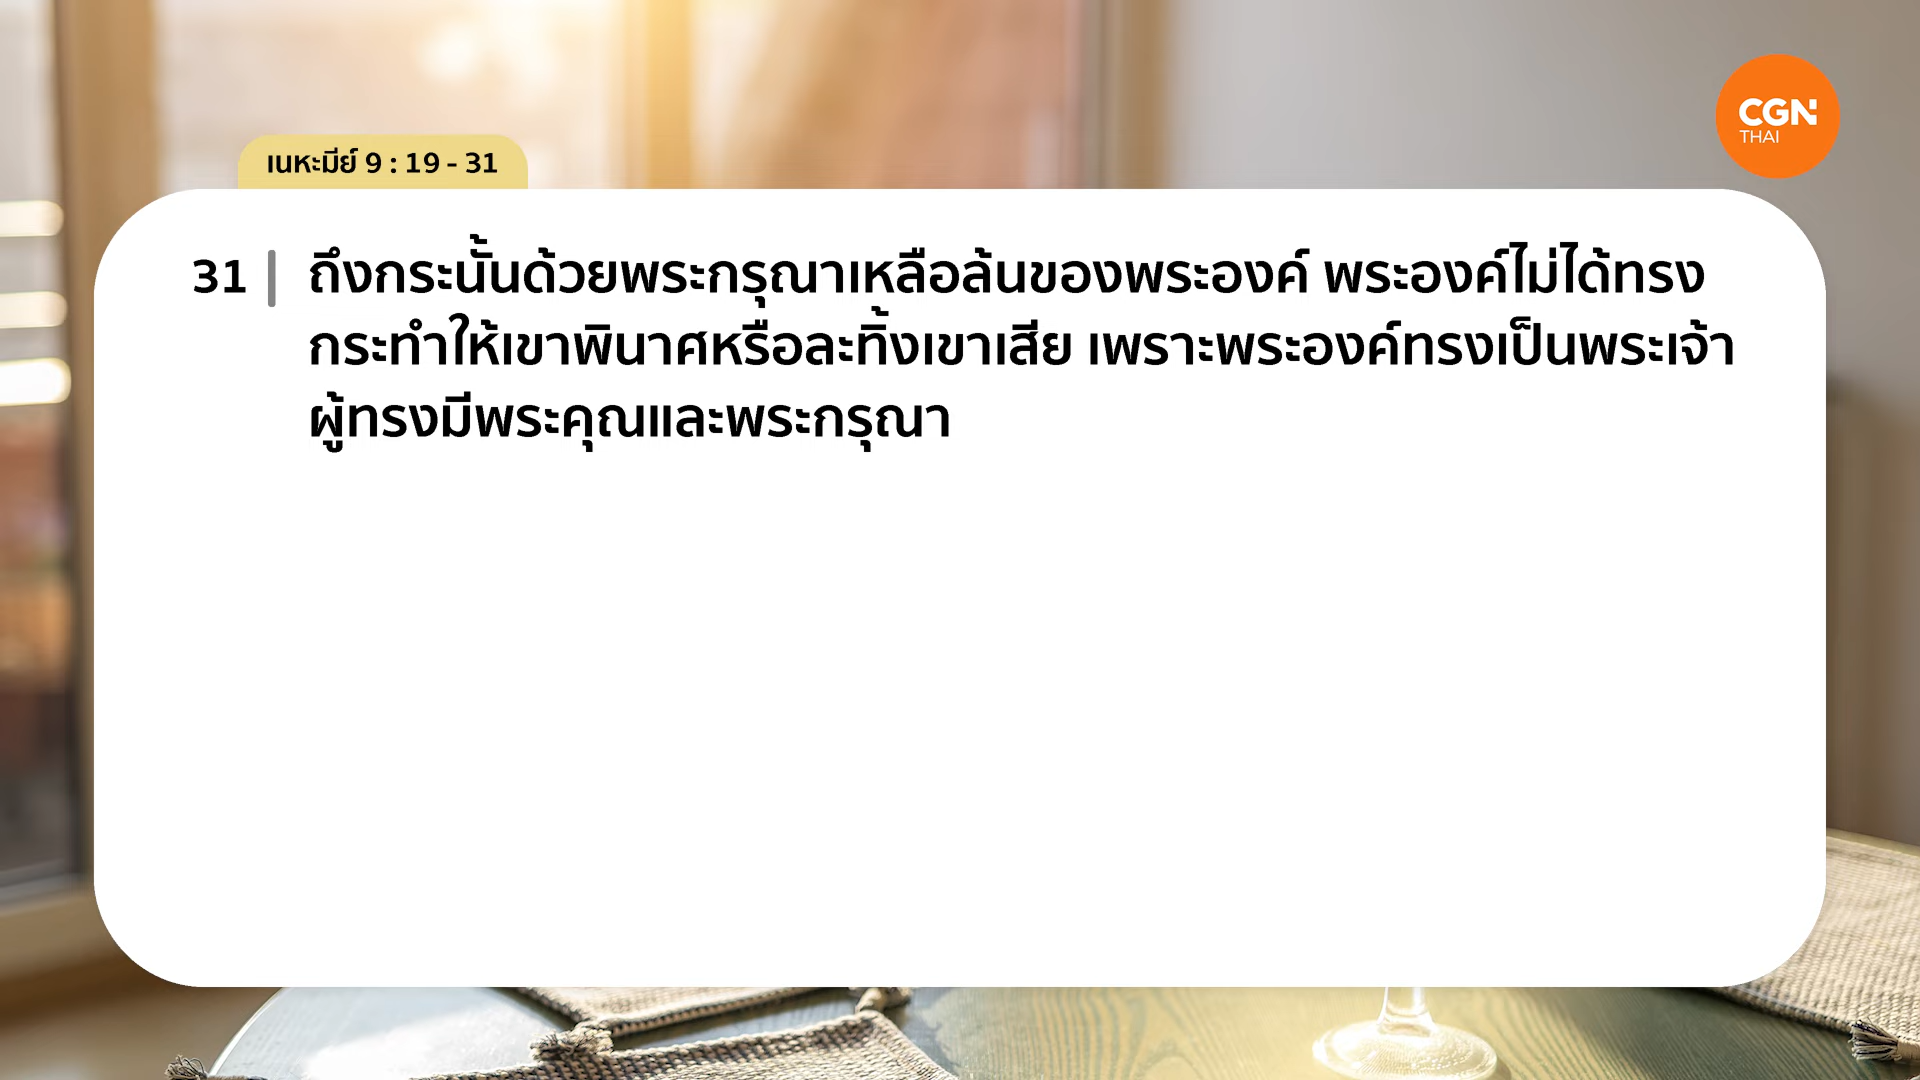 CGN
THAI
เนหะมีย์ 9 : 19 - 31
31 ถึงกระนั้นด้วยพระกรุณาเหลือล้นของพระองค์ พระองค์ไม่ได้ทรง
กระทำให้เขาพินาศหรือละทิ้งเขาเสีย เพราะพระองค์ทรงเป็นพระเจ้า
ผู้ทรงมีพระคุณและพระกรุณา